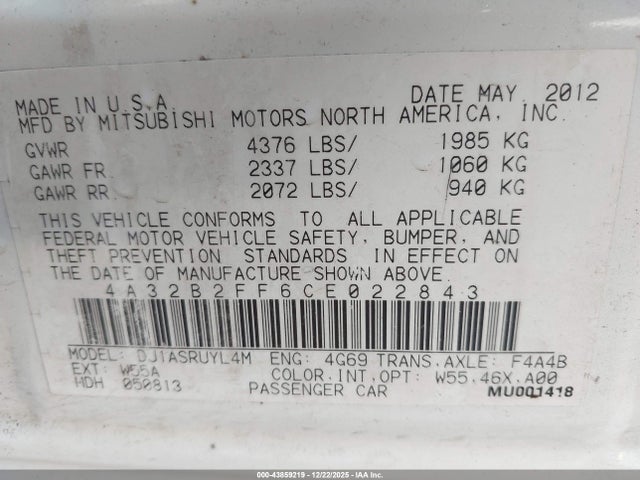 MADE IN U.S.A. DATE MAY, 2012
MFD BY MITSUBISHI MOTORS NORTH AMERICA, INC.
GVWR 4376 LBS/ 1985 KG
GAWR FR. 2337 LBS/ 1060 KG
GAWR RR. 2072 LBS/ 940 KG
THIS VEHICLE CONFORMS TO ALL APPLICABLE
FEDERAL MOTOR VEHICLE SAFETY, BUMPER, AND
THEFT PREVENTION STANDARDS IN EFFECT ON
THE DATE OF MANUFACTURE SHOWN ABOVE.
4A32B2FF6CE022843
MODEL: DJ1ASRUYL4M ENG: 4G69 TRANS,AXLE: F4A4B
EXT: W55A COLOR,INT,OPT: W55,46X,A00
HDH 050813 PASSENGER CAR MU001418
000-43859219 - 12/22/2025 - IAA Inc.